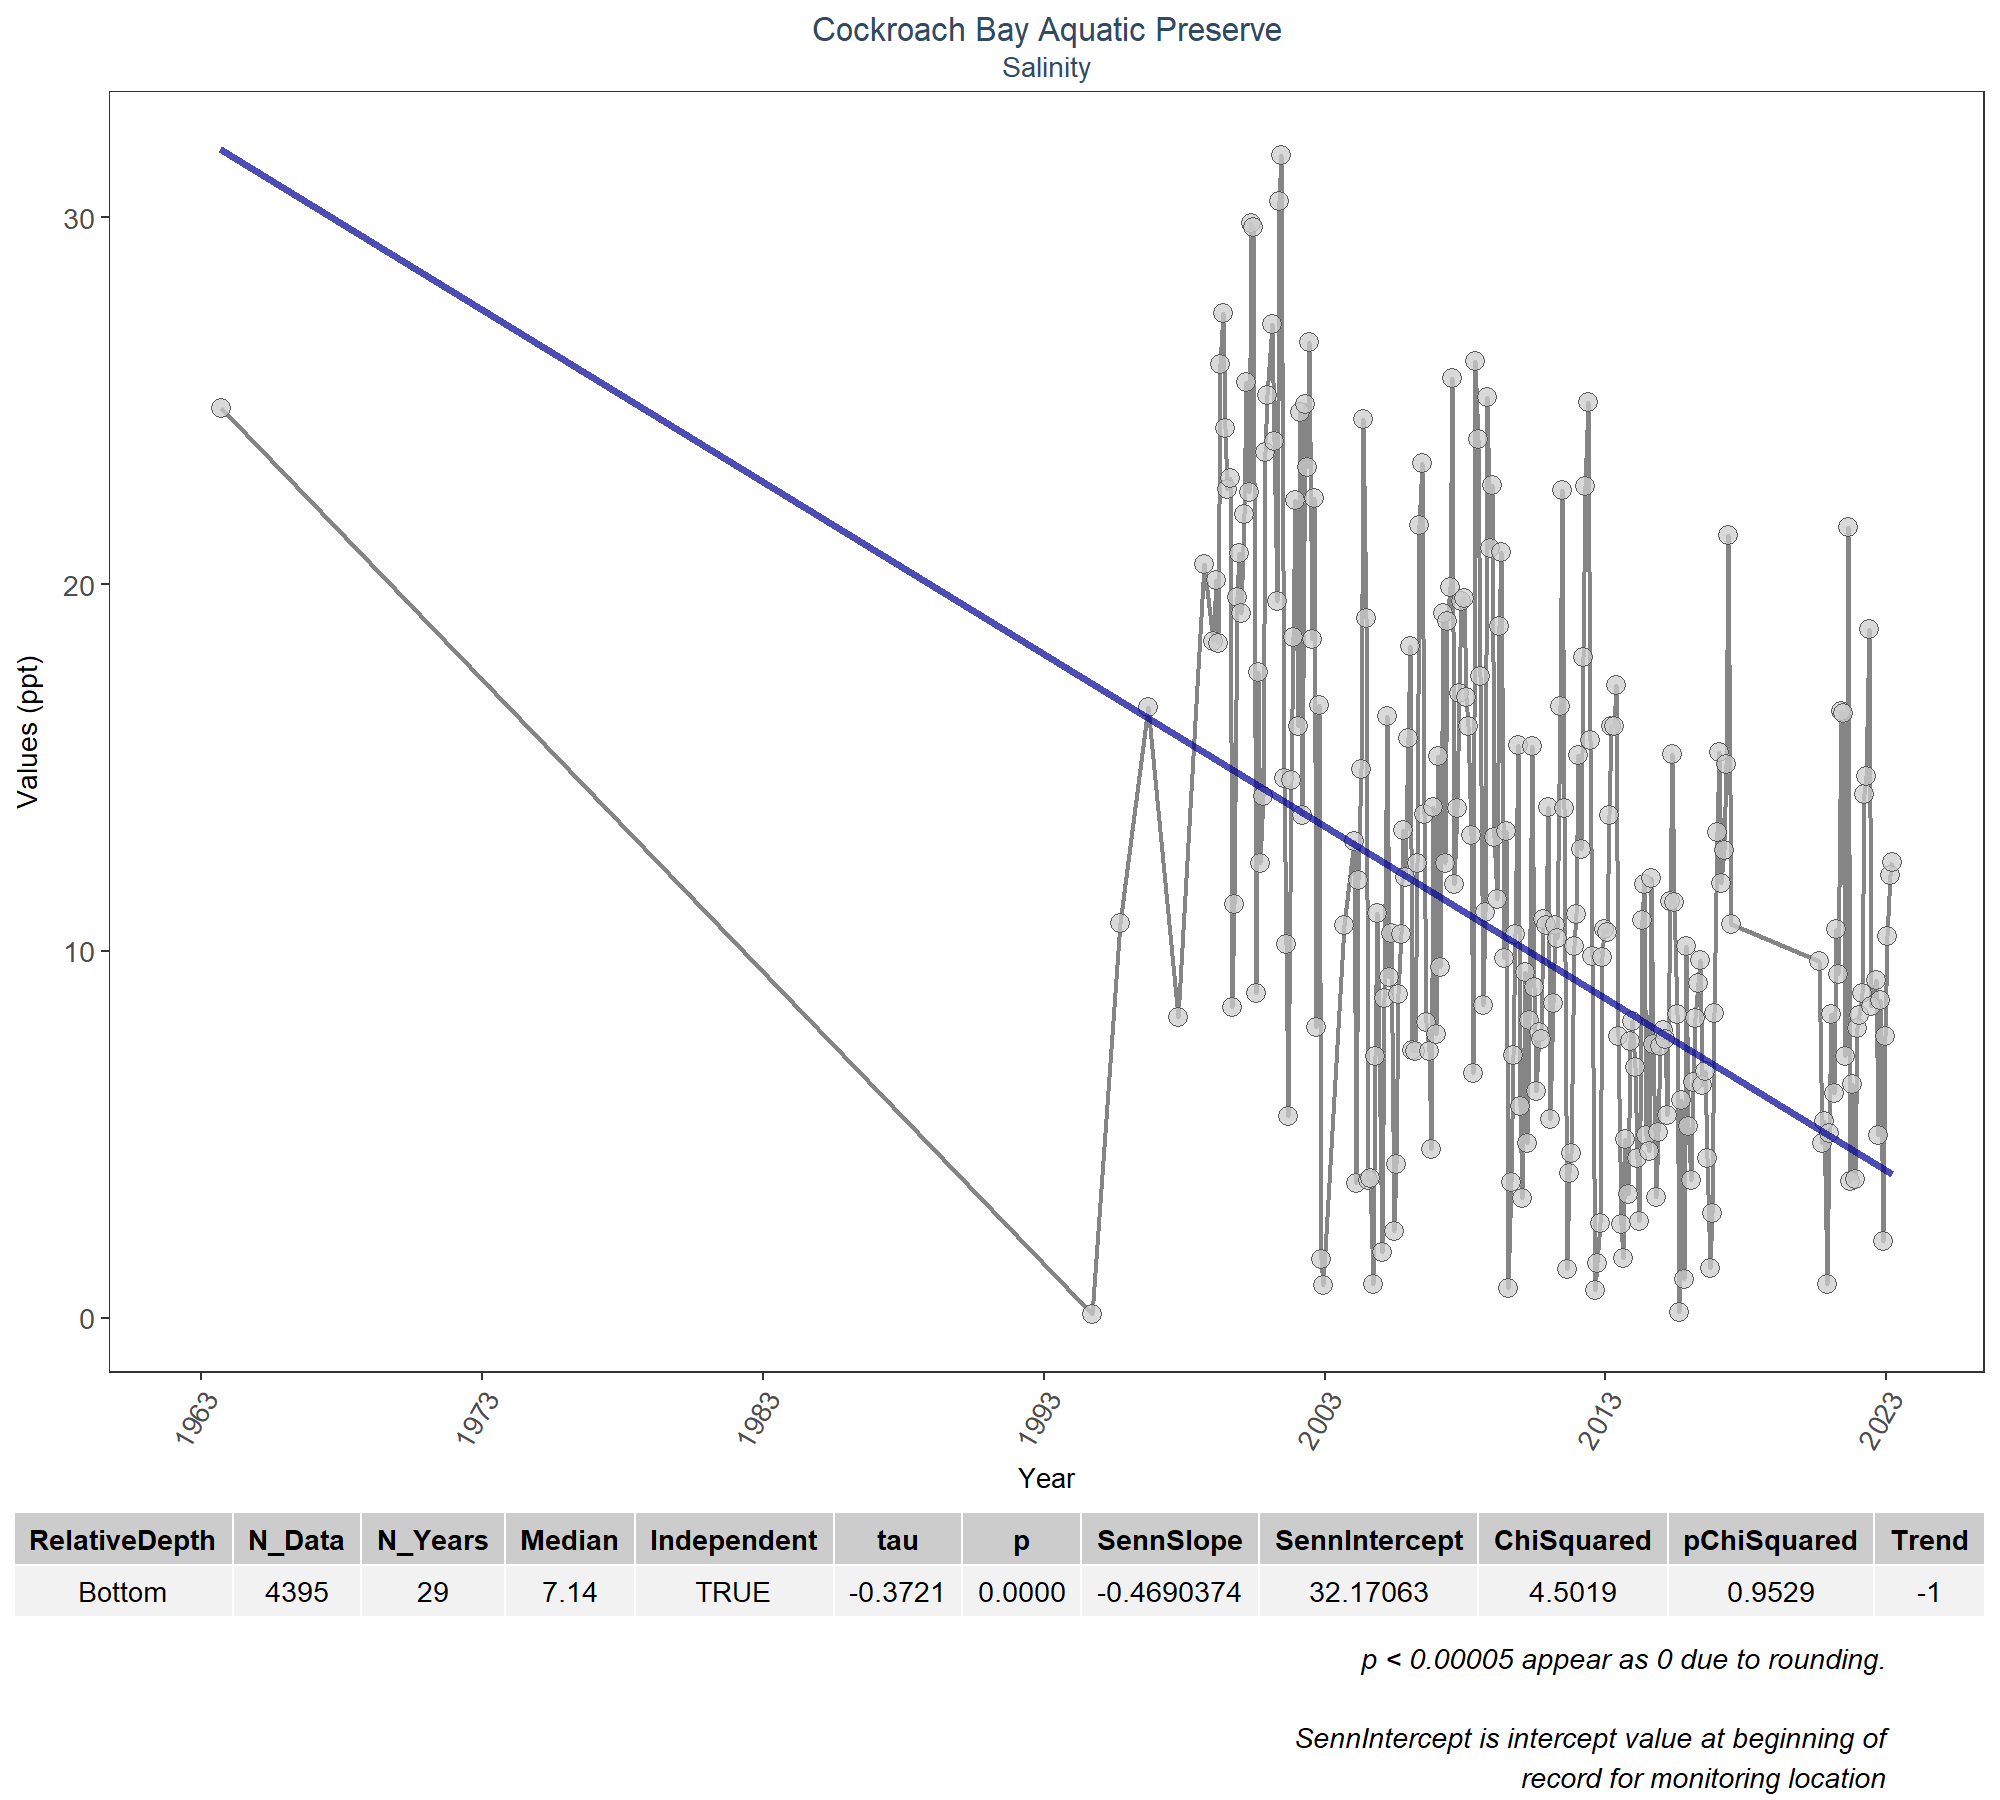 Cockroach Bay Aquatic Preserve
Salinity
Values (ppt)
30
20
10
0
1963 1973 1983 1993 2003 2013 2023
Year
RelativeDepth N_Data N_Years Median Independent tau p SennSlope SennIntercept ChiSquared pChiSquared Trend
Bottom 4395 29 7.14 TRUE -0.3721 0.0000 -0.4690374 32.17063 4.5019 0.9529 -1
p < 0.00005 appear as 0 due to rounding.
SennIntercept is intercept value at beginning of
record for monitoring location